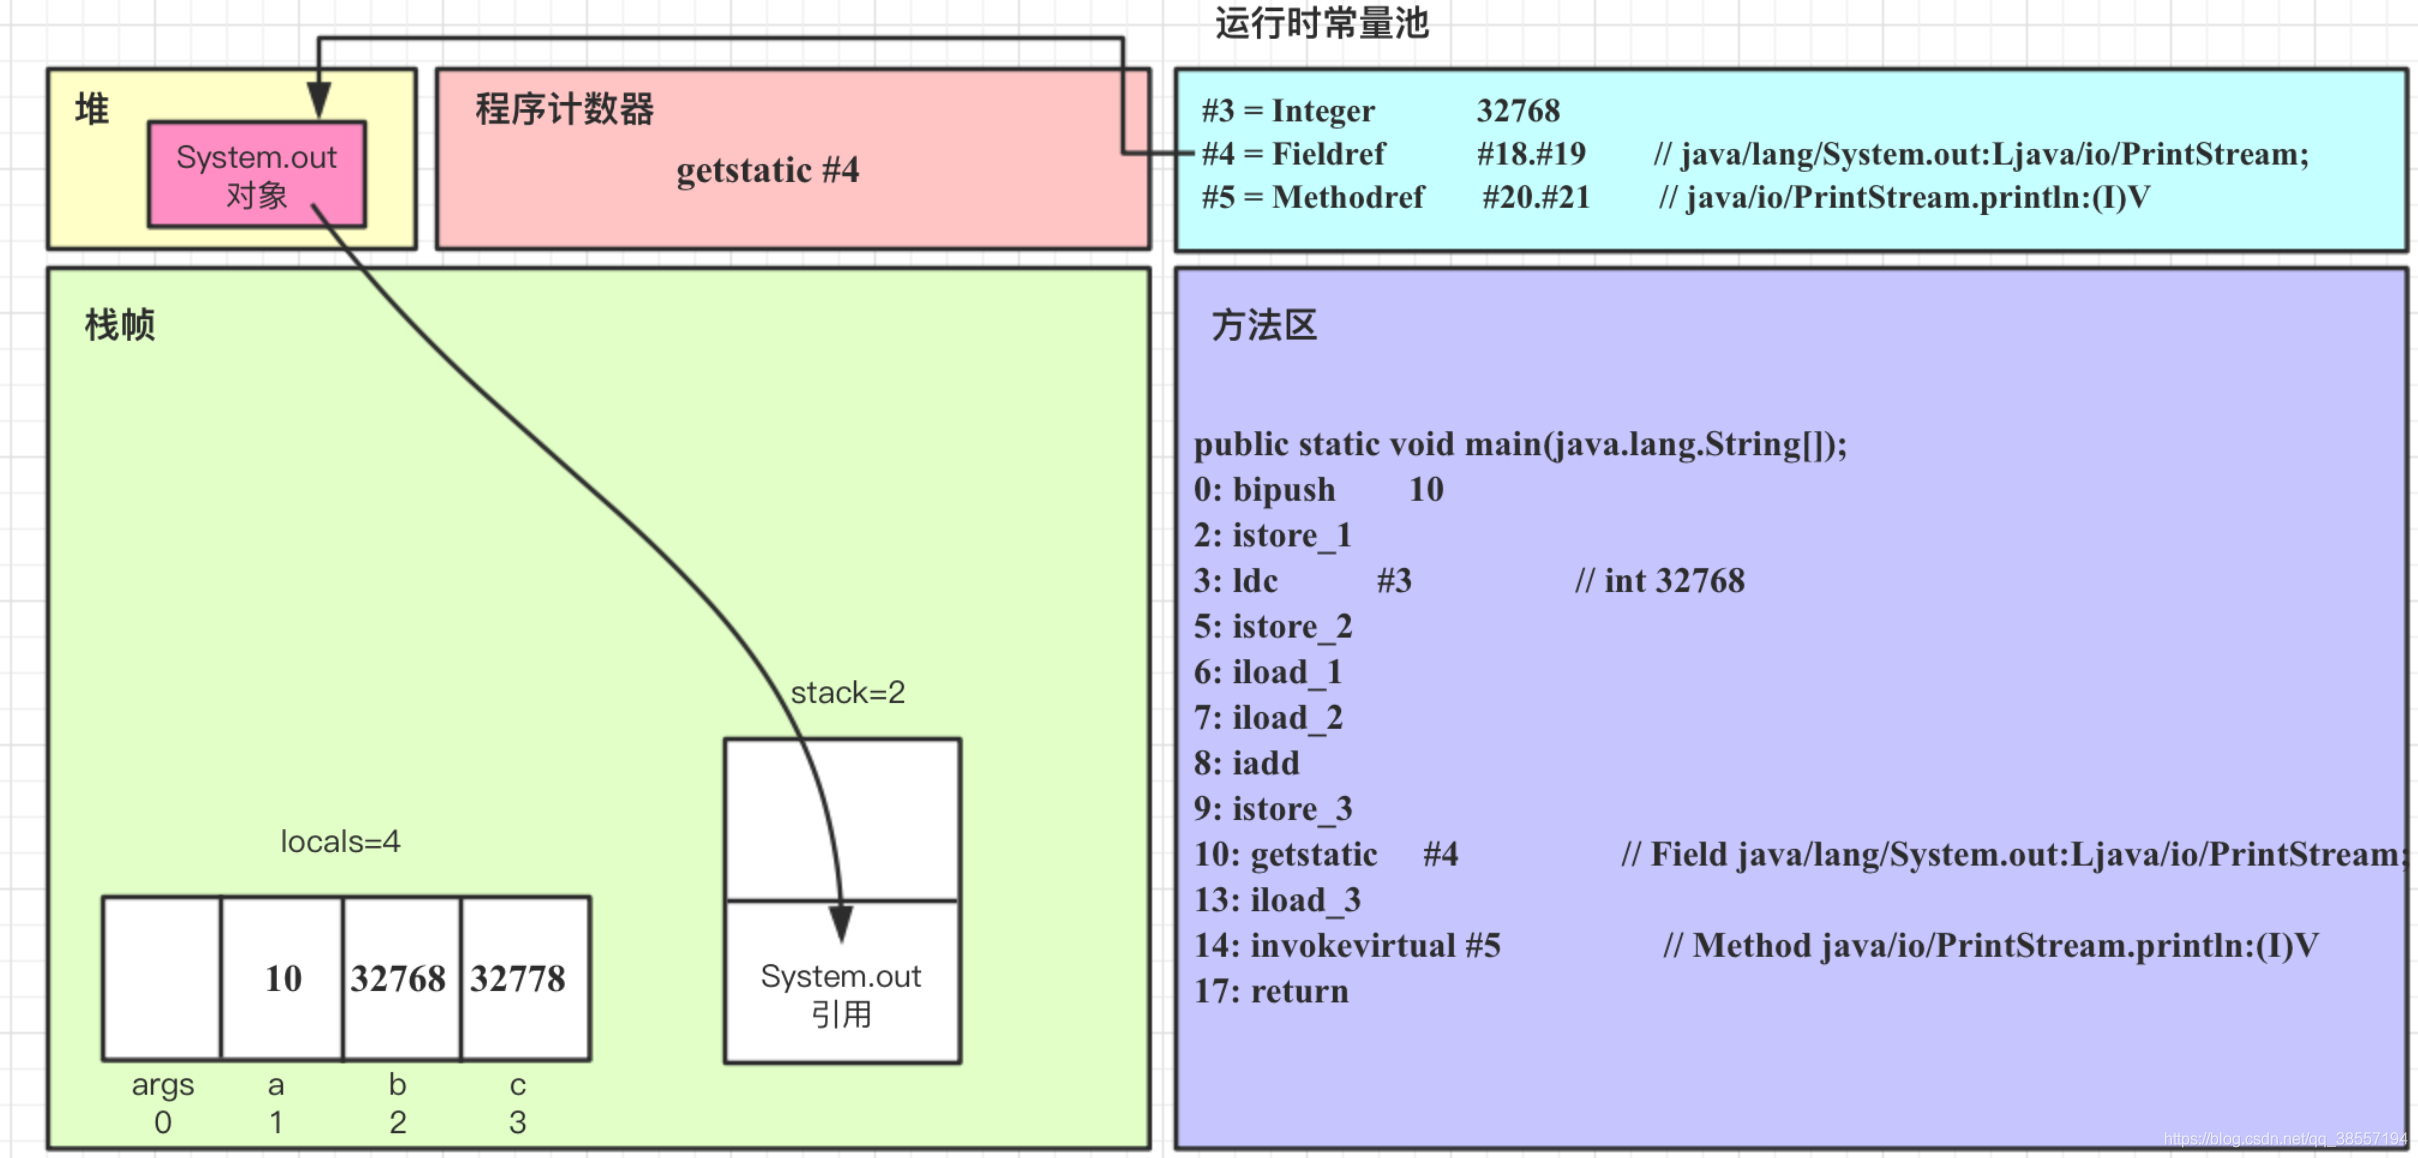 运行时常量池
堆
System.out
对象
程序计数器
getstatic #4
#3 = Integer 32768
#4 = Fieldref #18.#19 // java/lang/System.out:Ljava/io/PrintStream;
#5 = Methodref #20.#21 // java/io/PrintStream.println:(I)V
栈帧
stack=2
System.out
引用
locals=4
10 32768 32778
args a b c
0 1 2 3
方法区
public static void main(java.lang.String[]);
0: bipush 10
2: istore_1
3: ldc #3 // int 32768
5: istore_2
6: iload_1
7: iload_2
8: iadd
9: istore_3
10: getstatic #4 // Field java/lang/System.out:Ljava/io/PrintStream;
13: iload_3
14: invokevirtual #5 // Method java/io/PrintStream.println:(I)V
17: return
https://blog.csdn.net/qq_38557194